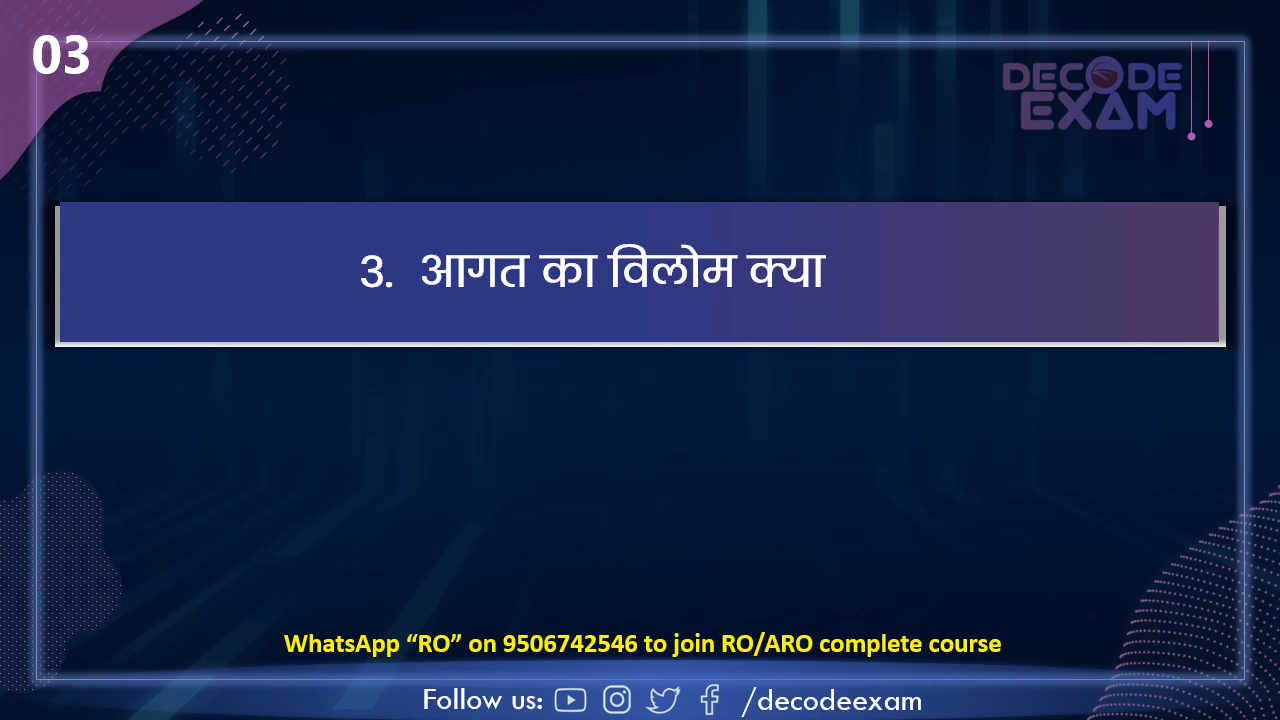 03
DECODE
EXAM
3. आगत का विलोम क्या
WhatsApp “RO” on 9506742546 to join RO/ARO complete course
Follow us: /decodeexam